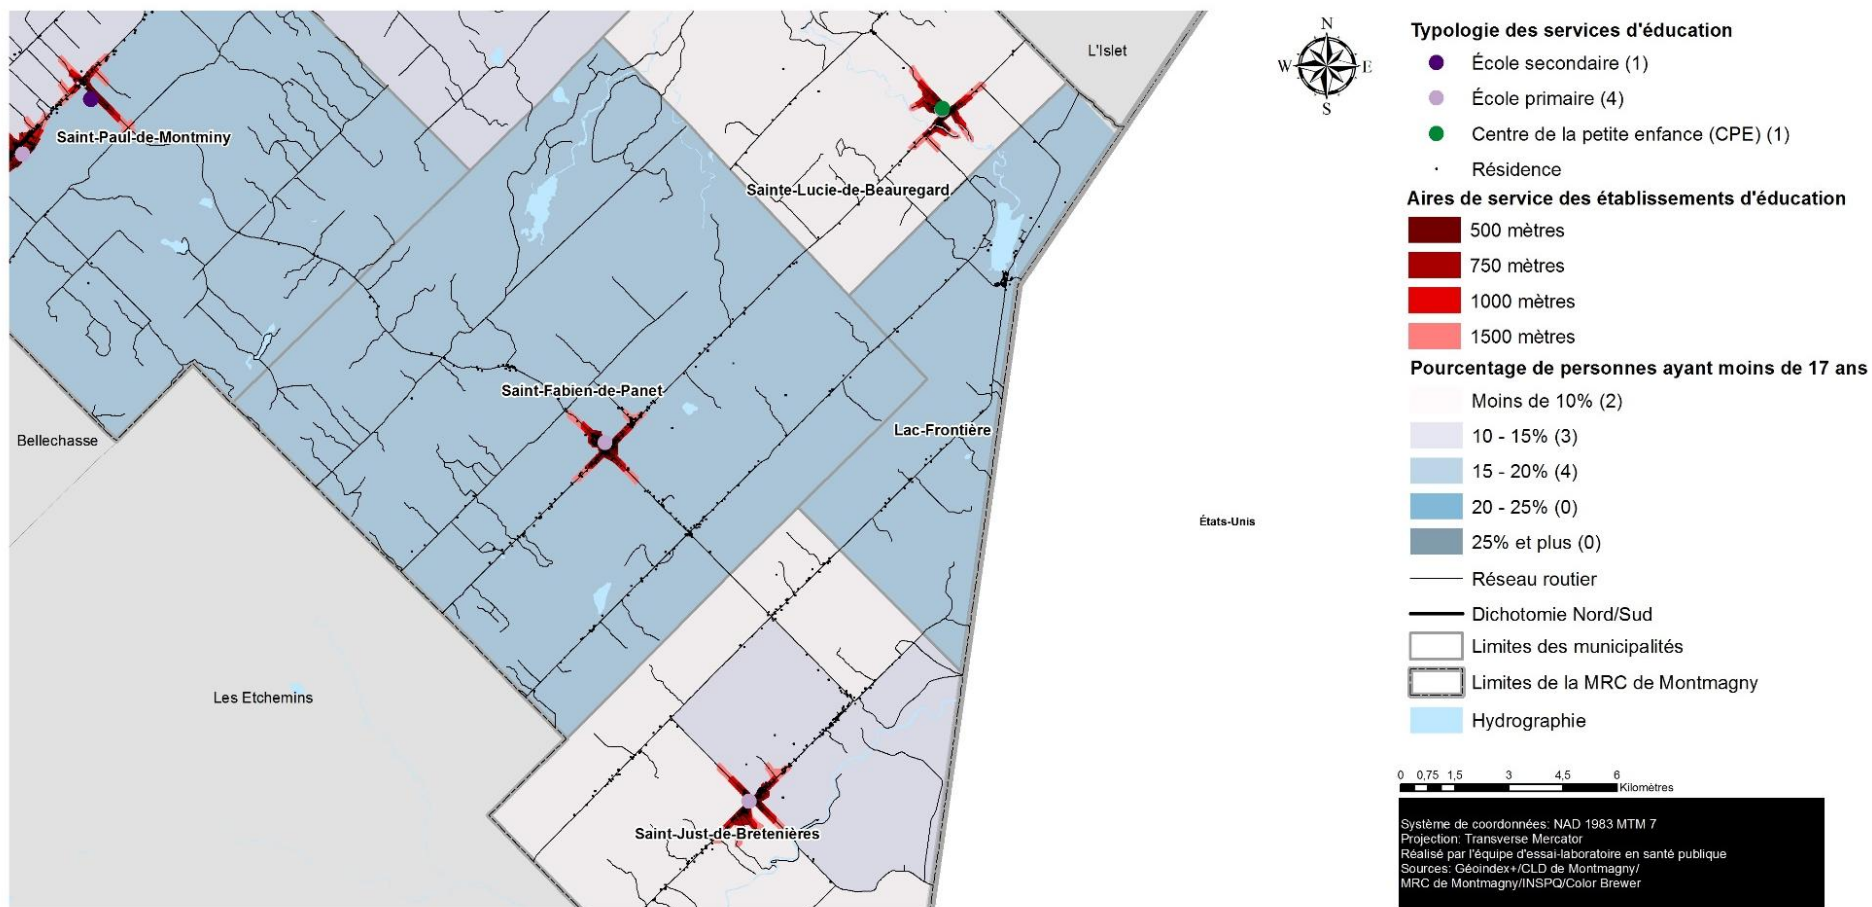 L'Islet
Saint-Paul-de-Montminy
Sainte-Lucie-de-Beauregard
Saint-Fabien-de-Panet
Lac-Frontière
Bellechasse
États-Unis
Les Etchemins
Saint-Just-de-Bretenières
N
W
E
S
Typologie des services d'éducation
École secondaire (1)
École primaire (4)
Centre de la petite enfance (CPE) (1)
Résidence
Aires de service des établissements d'éducation
500 mètres
750 mètres
1000 mètres
1500 mètres
Pourcentage de personnes ayant moins de 17 ans
Moins de 10% (2)
10 - 15% (3)
15 - 20% (4)
20 - 25% (0)
25% et plus (0)
Réseau routier
Dichotomie Nord/Sud
Limites des municipalités
Limites de la MRC de Montmagny
Hydrographie
0 0,75 1,5 3 4,5 6
Kilomètres
Système de coordonnées: NAD 1983 MTM 7
Projection: Transverse Mercator
Réalisé par l'équipe d'essai-laboratoire en santé publique
Sources: Géoindex+/CLD de Montmagny/
MRC de Montmagny/INSPQ/Color Brewer